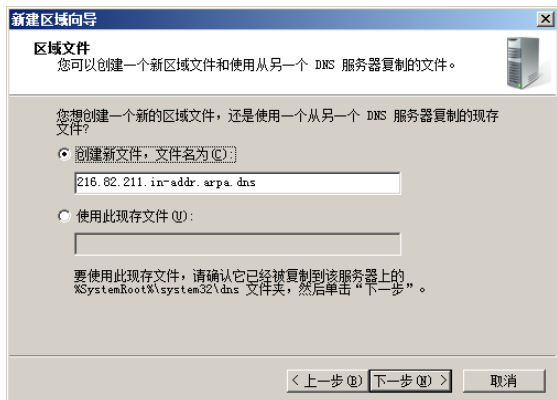 新建区域向导
区域文件
您可以创建一个新区域文件和使用从另一个 DNS 服务器复制的文件。
您想创建一个新的区域文件，还是使用一个从另一个 DNS 服务器复制的现存
文件?
创建新文件，文件名为(C):
216.82.211.in-addr.arpa.dns
使用此现存文件(U):
要使用此现存文件，请确认它已经被复制到该服务器上的
%SystemRoot%\system32\dns 文件夹，然后单击“下一步”。
< 上一步(B) 下一步(N) > 取消